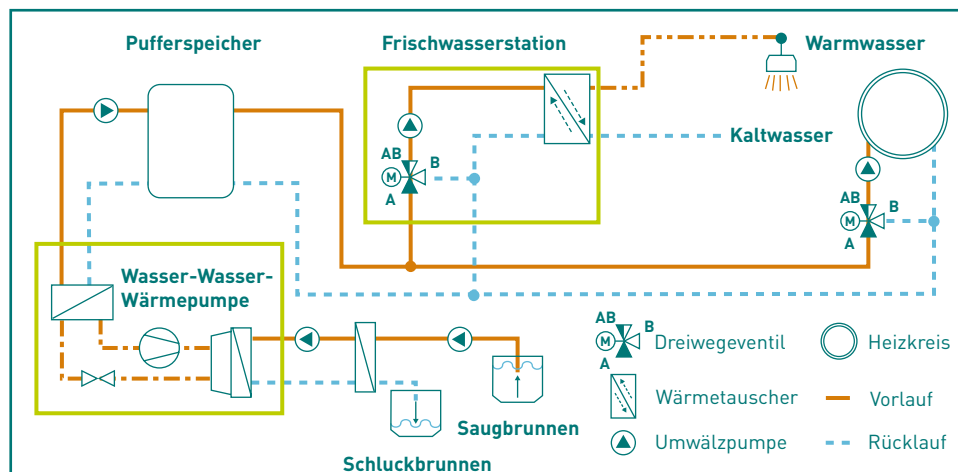 Pufferspeicher
Frischwasserstation
Warmwasser
Kaltwasser
AB
B
M
A
AB
B
M
A
Wasser-Wasser-
Wärmepumpe
Saugbrunnen
Schluckbrunnen
AB
B
M
A
Dreiwegeventil
Heizkreis
Wärmetauscher
Vorlauf
Umwälzpumpe
Rücklauf